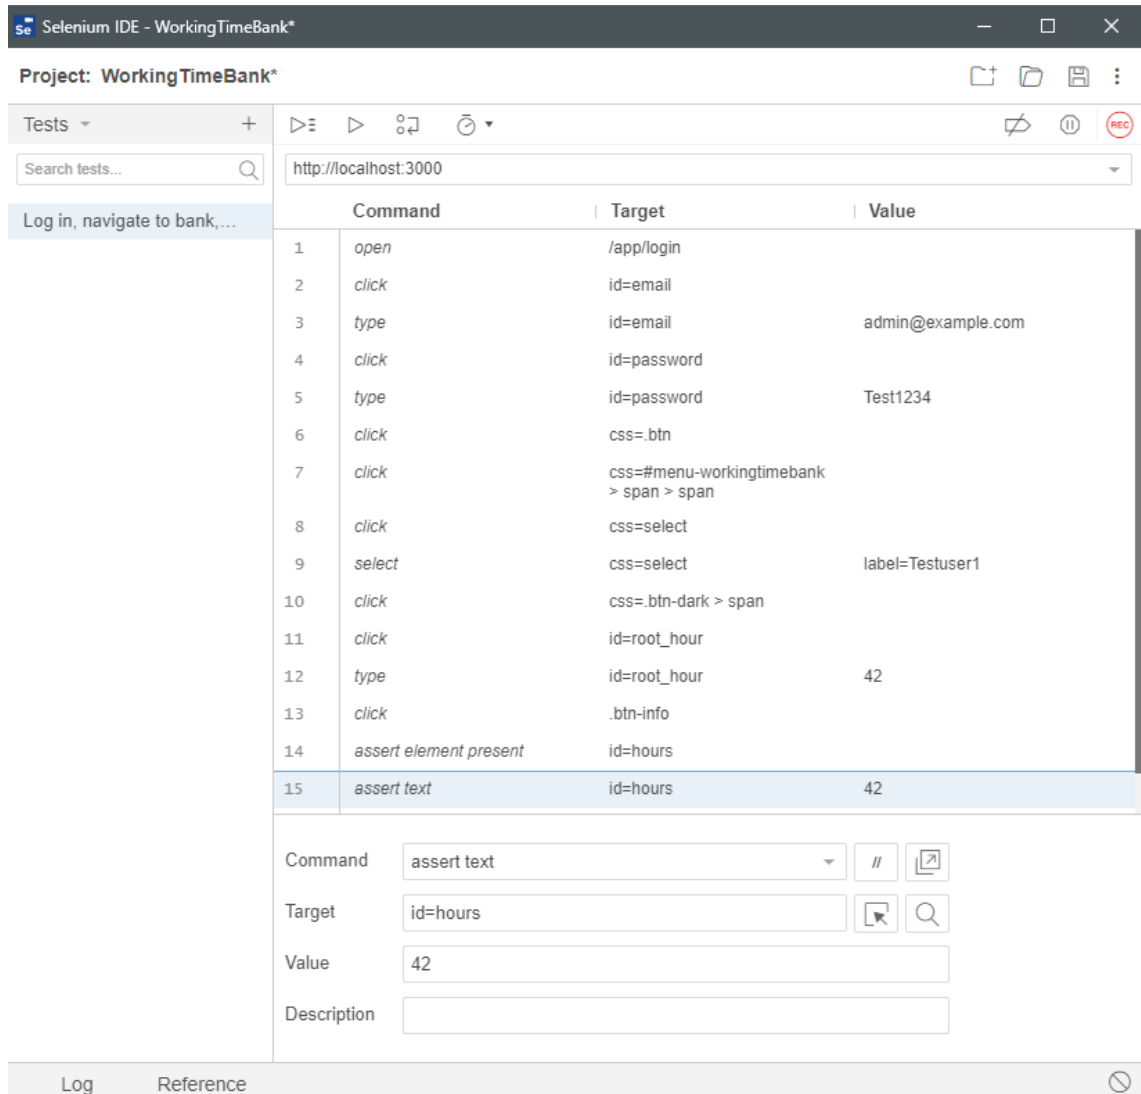 Selenium IDE - WorkingTimeBank*
Project: WorkingTimeBank*
Tests
Search tests...
Log in, navigate to bank,...
REC
http://localhost:3000
Command Target Value
1 open /app/login
2 click id=email
3 type id=email admin@example.com
4 click id=password
5 type id=password Test1234
6 click css=.btn
7 click css=#menu-workingtimebank
> span > span
8 click css=select
9 select css=select label=Testuser1
10 click css=.btn-dark > span
11 click id=root_hour
12 type id=root_hour 42
13 click .btn-info
14 assert element present id=hours
15 assert text id=hours 42
Command assert text //
Target id=hours
Value 42
Description
Log Reference